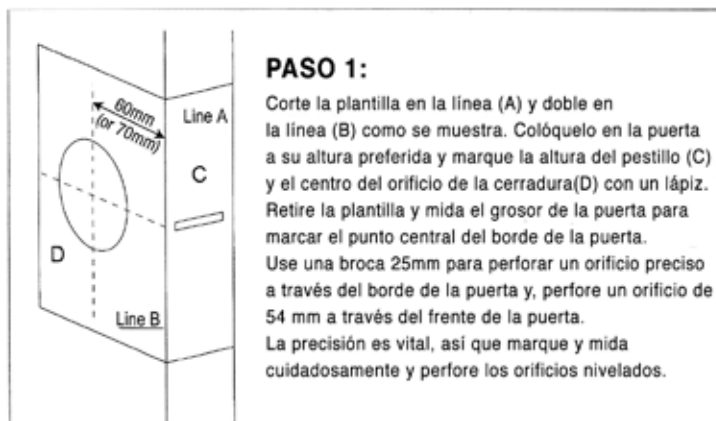 60mm
(or 70mm)
Line A
C
D
Line B
PASO 1:
Corte la plantilla en la línea (A) y doble en
la línea (B) como se muestra. Colóquelo en la puerta
a su altura preferida y marque la altura del pestillo (C)
y el centro del orificio de la cerradura(D) con un lápiz.
Retire la plantilla y mida el grosor de la puerta para
marcar el punto central del borde de la puerta.
Use una broca 25mm para perforar un orificio preciso
a través del borde de la puerta y, perfore un orificio de
54 mm a través del frente de la puerta.
La precisión es vital, así que marque y mida
cuidadosamente y perfore los orificios nivelados.